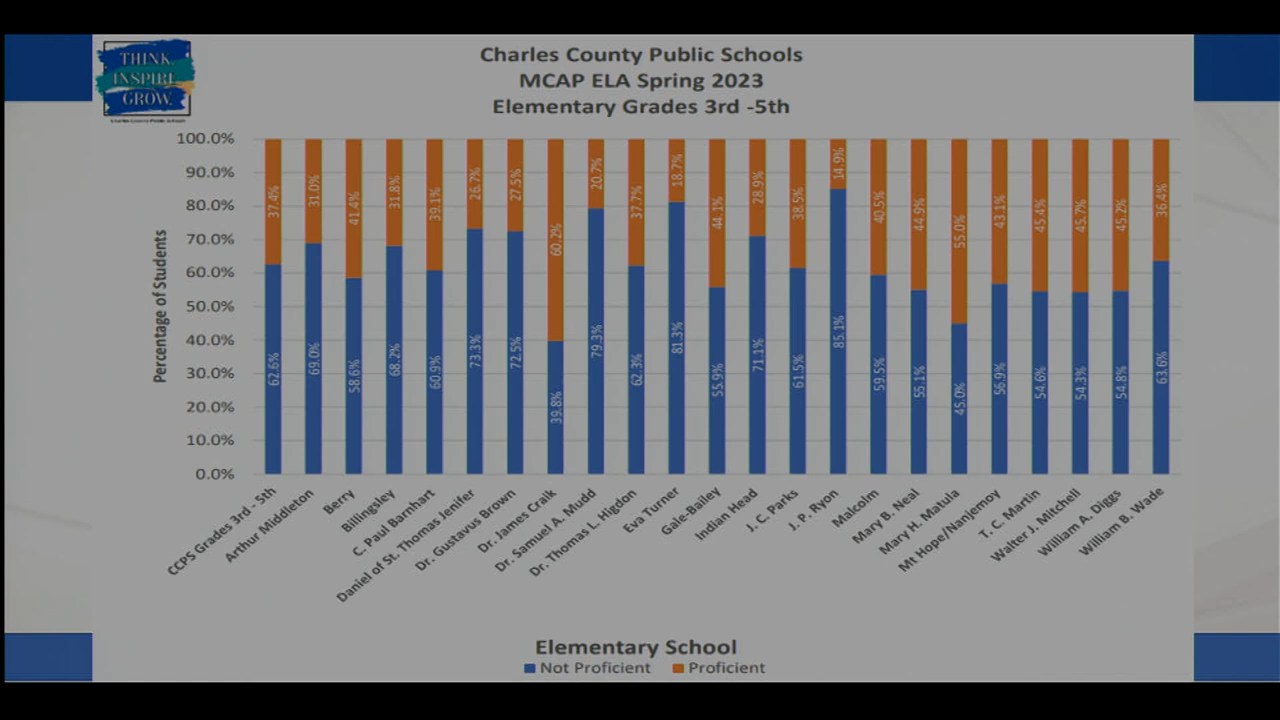 THINK.
INSPIRE.
GROW.
Charles County Public Schools
Charles County Public Schools
MCAP ELA Spring 2023
Elementary Grades 3rd -5th
Percentage of Students
100.0%
90.0%
80.0%
70.0%
60.0%
50.0%
40.0%
30.0%
20.0%
10.0%
0.0%
37.4%
31.0%
41.4%
31.8%
39.1%
26.7%
27.5%
60.2%
20.7%
37.7%
18.7%
44.1%
28.9%
38.5%
14.9%
40.5%
44.9%
55.0%
43.1%
45.4%
45.7%
45.2%
36.4%
62.6%
69.0%
58.6%
68.2%
60.9%
73.3%
72.5%
39.8%
79.3%
62.3%
81.3%
55.9%
71.1%
61.5%
85.1%
59.5%
55.1%
45.0%
56.9%
54.6%
54.3%
54.8%
63.6%
CCPS Grades 3rd - 5th
Arthur Middleton
Berry
Billingsley
C. Paul Barnhart
Daniel of St. Thomas Jenifer
Dr. Gustavus Brown
Dr. James Craik
Dr. Samuel A. Mudd
Dr. Thomas L. Higdon
Eva Turner
Gale-Bailey
Indian Head
J. C. Parks
J. P. Ryon
Malcolm
Mary B. Neal
Mary H. Matula
Mt Hope/Nanjemoy
T. C. Martin
Walter J. Mitchell
William A. Diggs
William B. Wade
Elementary School
Not Proficient
Proficient